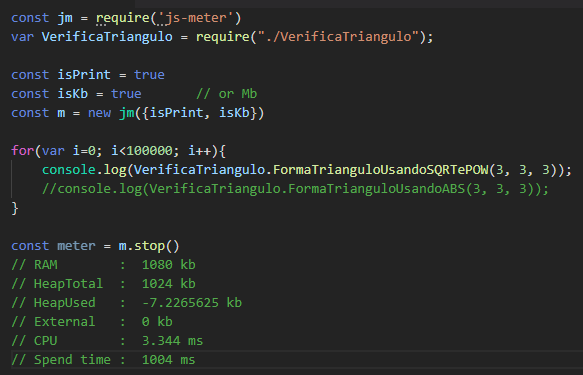 const jm = require('js-meter')
var VerificaTriangulo = require("./VerificaTriangulo");
const isPrint = true
const isKb = true       // or Mb
const m = new jm({isPrint, isKb})
for(var i=0; i<100000; i++){
    console.log(VerificaTriangulo.FormaTrianguloUsandoSQRTePOW(3, 3, 3));
    //console.log(VerificaTriangulo.FormaTrianguloUsandoABS(3, 3, 3));
}
const meter = m.stop()
// RAM        :  1080 kb
// HeapTotal  :  1024 kb
// HeapUsed   :  -7.2265625 kb
// External   :  0 kb
// CPU        :  3.344 ms
// Spend time :  1004 ms